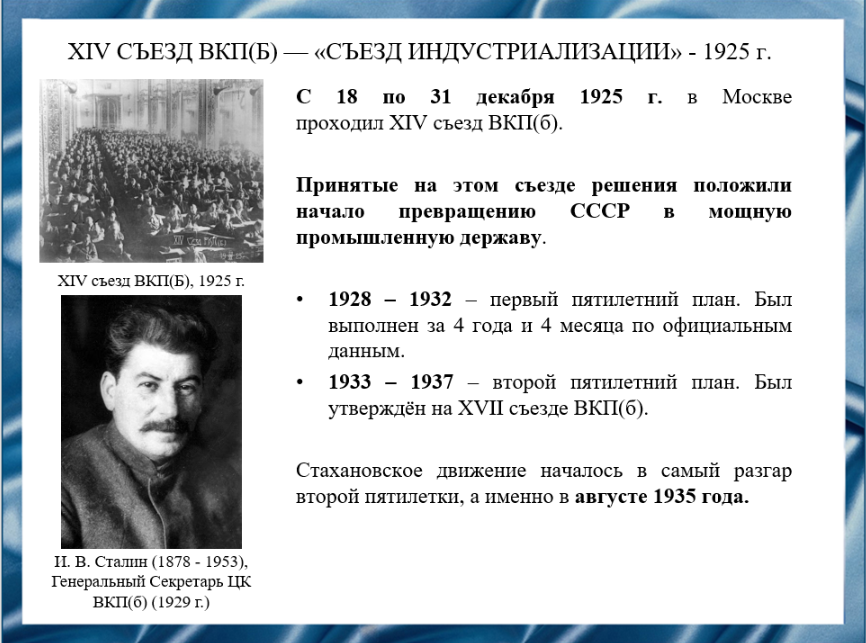 XIV СЪЕЗД ВКП(Б) — «СЪЕЗД ИНДУСТРИАЛИЗАЦИИ» - 1925 г.
XIV съезд ВКП(Б), 1925 г.
И. В. Сталин (1878 - 1953),
Генеральный Секретарь ЦК
ВКП(б) (1929 г.)
С 18 по 31 декабря 1925 г. в Москве
проходил XIV съезд ВКП(б).
Принятые на этом съезде решения положили
начало превращению СССР в мощную
промышленную державу.
• 1928 – 1932 – первый пятилетний план. Был
выполнен за 4 года и 4 месяца по официальным
данным.
• 1933 – 1937 – второй пятилетний план. Был
утверждён на XVII съезде ВКП(б).
Стахановское движение началось в самый разгар
второй пятилетки, а именно в августе 1935 года.